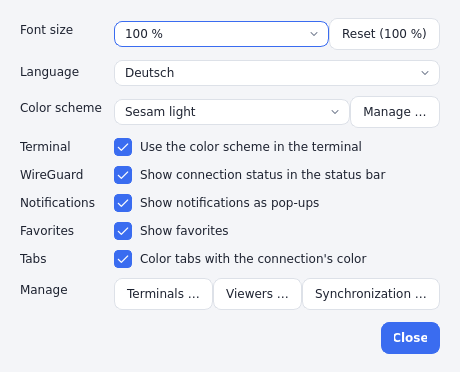 Font size 100 % Reset (100 %)
Language Deutsch
Color scheme Sesam light Manage ...
Terminal Use the color scheme in the terminal
WireGuard Show connection status in the status bar
Notifications Show notifications as pop-ups
Favorites Show favorites
Tabs Color tabs with the connection's color
Manage Terminals ... Viewers ... Synchronization ...
Close